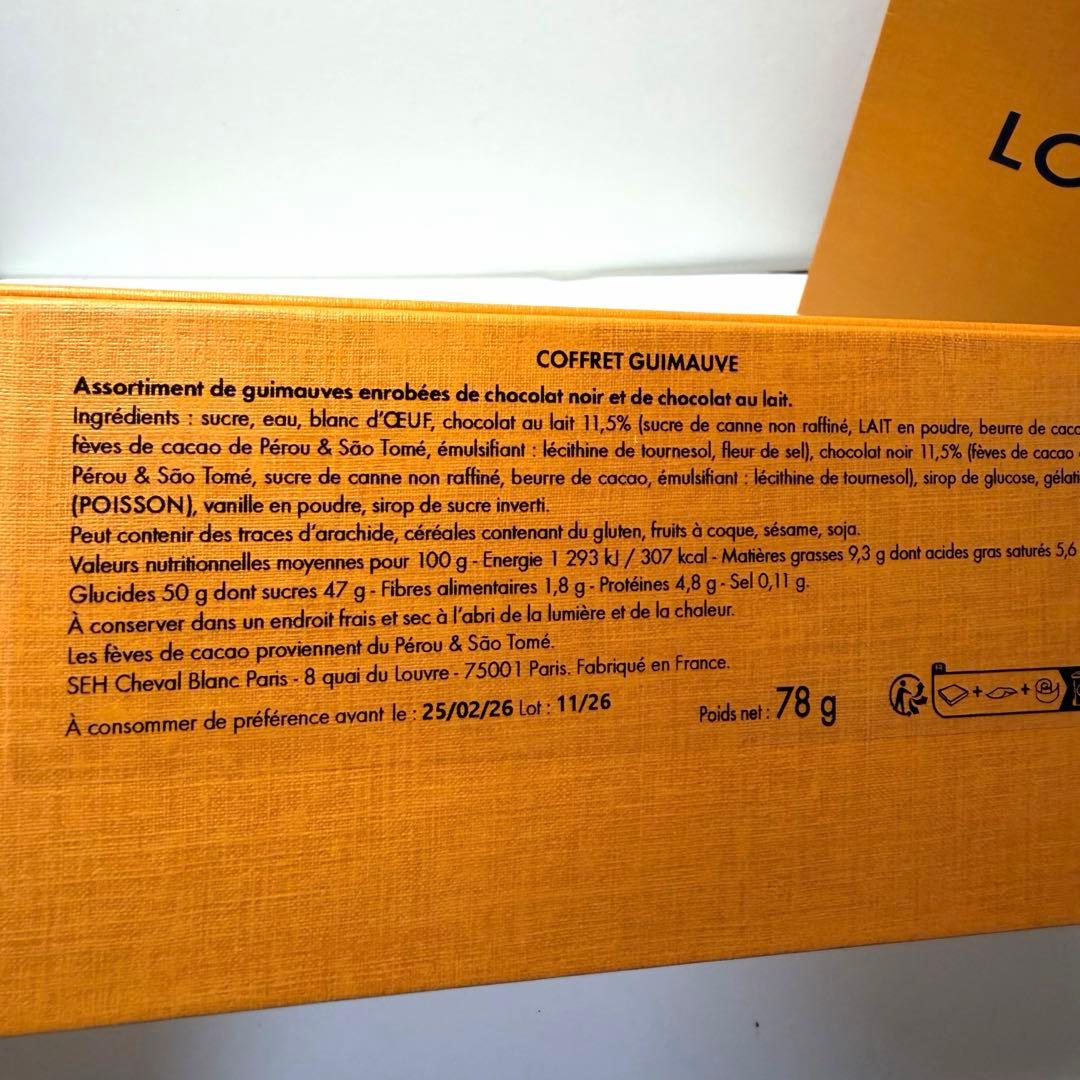 LO
COFFRET GUIMAUVE
Assortiment de guimauves enrobées de chocolat noir et de chocolat au lait.
Ingrédients : sucre, eau, blanc d'ŒUF, chocolat au lait 11,5% (sucre de canne non raffiné, LAIT en poudre, beurre de caca
fèves de cacao de Pérou & São Tomé, émulsifiant : lécithine de tournesol, fleur de sel), chocolat noir 11,5% (fèves de cacao
Pérou & São Tomé, sucre de canne non raffiné, beurre de cacao, émulsifiant : lécithine de tournesol), sirop de glucose, gélati
(POISSON), vanille en poudre, sirop de sucre inverti.
Peut contenir des traces d'arachide, céréales contenant du gluten, fruits à coque, sésame, soja.
Valeurs nutritionnelles moyennes pour 100 g - Energie 1 293 kJ / 307 kcal - Matières grasses 9,3 g dont acides gras saturés 5,6
Glucides 50 g dont sucres 47 g - Fibres alimentaires 1,8 g - Protéines 4,8 g - Sel 0,11 g.
À conserver dans un endroit frais et sec à l'abri de la lumière et de la chaleur.
Les fèves de cacao proviennent du Pérou & São Tomé.
SEH Cheval Blanc Paris - 8 quai du Louvre - 75001 Paris. Fabriqué en France.
À consommer de préférence avant le : 25/02/26 Lot : 11/26
Poids net : 78 g